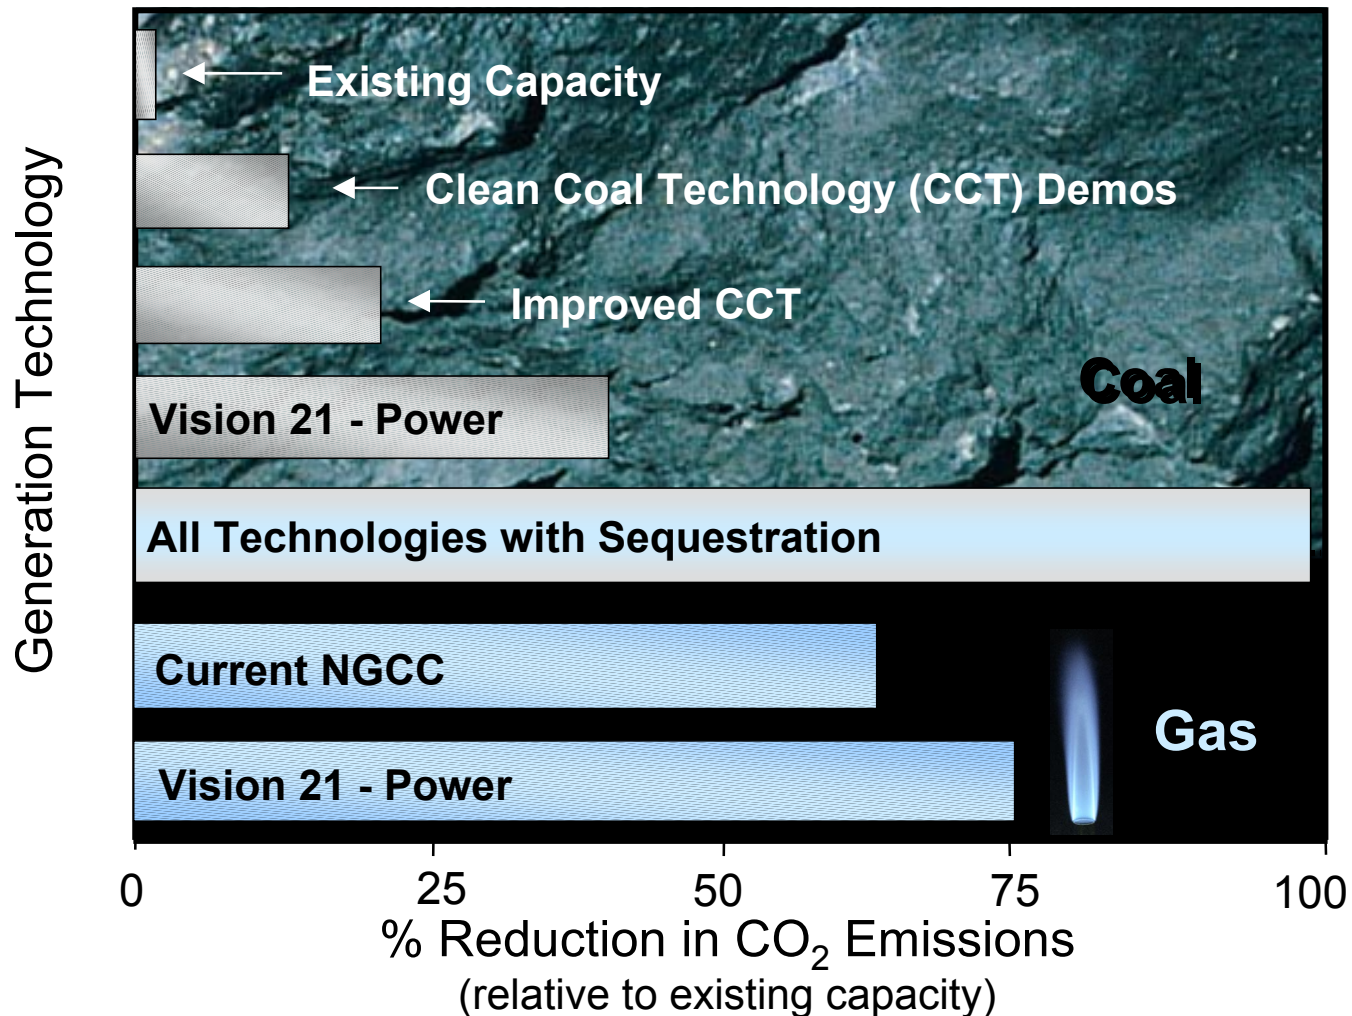 Generation Technology
Existing Capacity
Clean Coal Technology (CCT) Demos
Improved CCT
Coal
Vision 21 - Power
All Technologies with Sequestration
Current NGCC
Gas
Vision 21 - Power
0 25 50 75 100
% Reduction in CO₂ Emissions
(relative to existing capacity)